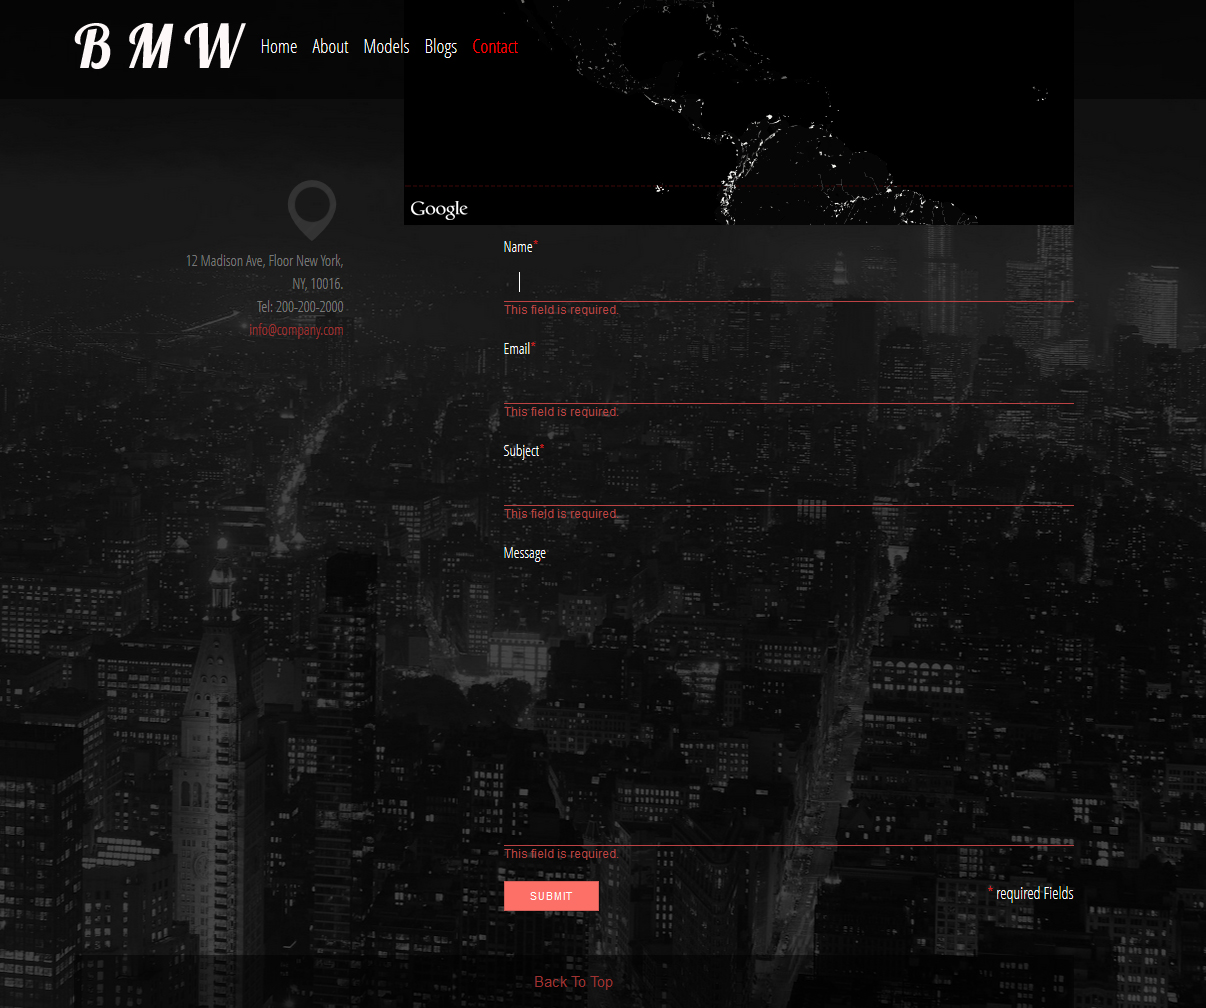 BMW
Home About Models Blogs Contact
Google
12 Madison Ave, Floor New York,
NY, 10016.
Tel: 200-200-2000
info@company.com
Name*
This field is required.
Email*
This field is required.
Subject*
This field is required.
Message
This field is required.
SUBMIT
* required Fields
Back To Top